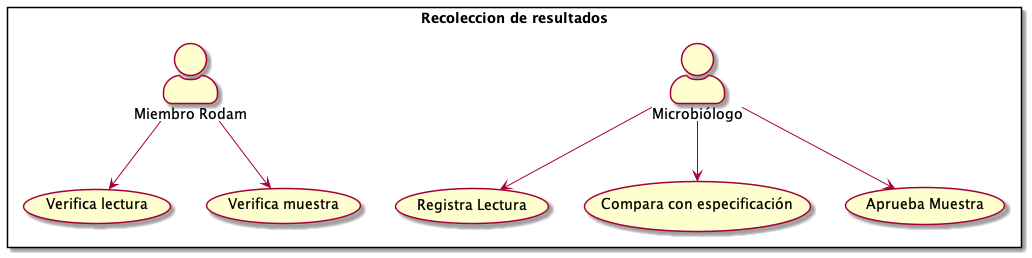 Recoleccion de resultados
Miembro Rodam
Microbiólogo
Verifica lectura
Verifica muestra
Registra Lectura
Compara con especificación
Aprueba Muestra